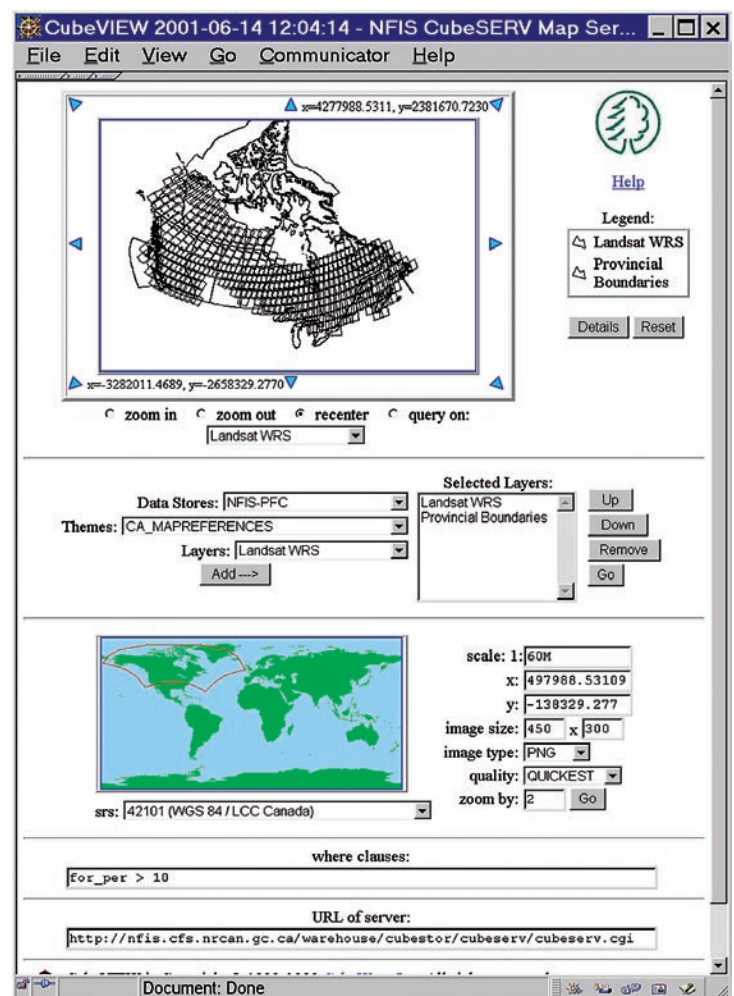 CubeVIEW 2001-06-14 12:04:14 - NFIS CubeSERV Map Ser...
File Edit View Go Communicator Help
x=4277988.5311, y=2381670.7230
x=-3282011.4689, y=-2658329.2770
Help
Legend:
Landsat WRS
Provincial
Boundaries
Details Reset
zoom in zoom out recenter query on:
Landsat WRS
Data Stores: NFIS-PFC
Themes: CA_MAPREFERENCES
Layers: Landsat WRS
Add --->
Selected Layers:
Landsat WRS
Provincial Boundaries
Up
Down
Remove
Go
scale: 1: 60M
x: 497988.53109
y: -138329.277
image size: 450 x 300
image type: PNG
quality: QUICKEST
zoom by: 2 Go
srs: 42101 (WGS 84 / LCC Canada)
where clauses:
for_per > 10
URL of server:
http://nfis.cfs.nrcan.gc.ca/warehouse/cubestor/cubeserv/cubeserv.cgi
Document: Done